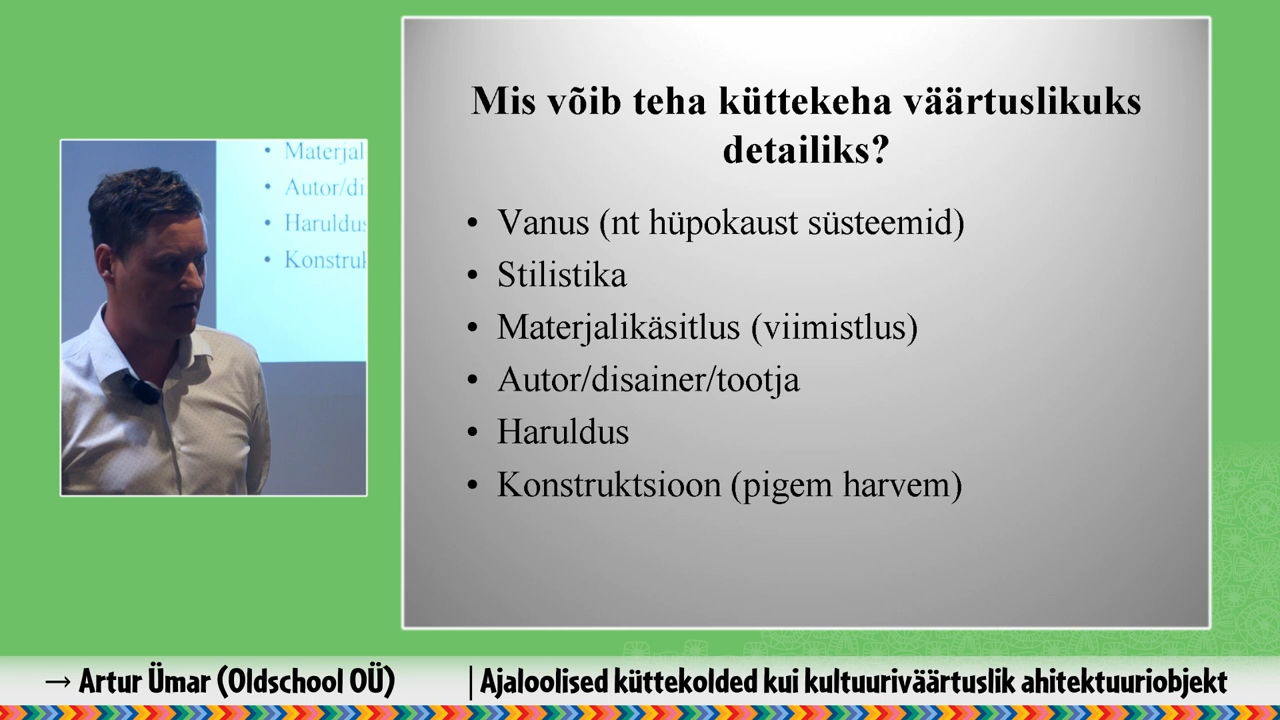 Mis võib teha küttekeha väärtuslikuks
detailiks?
• Vanus (nt hüpokaust süsteemid)
• Stilistika
• Materjalikäsitlus (viimistlus)
• Autor/disainer/tootja
• Haruldus
• Konstruktsioon (pigem harvem)
• Materjal
• Autor/di
• Haruldus
• Konstruk
→ Artur Ümar (Oldschool OÜ) | Ajaloolised küttekolded kui kultuuriväärtuslik ahitektuuriobjekt